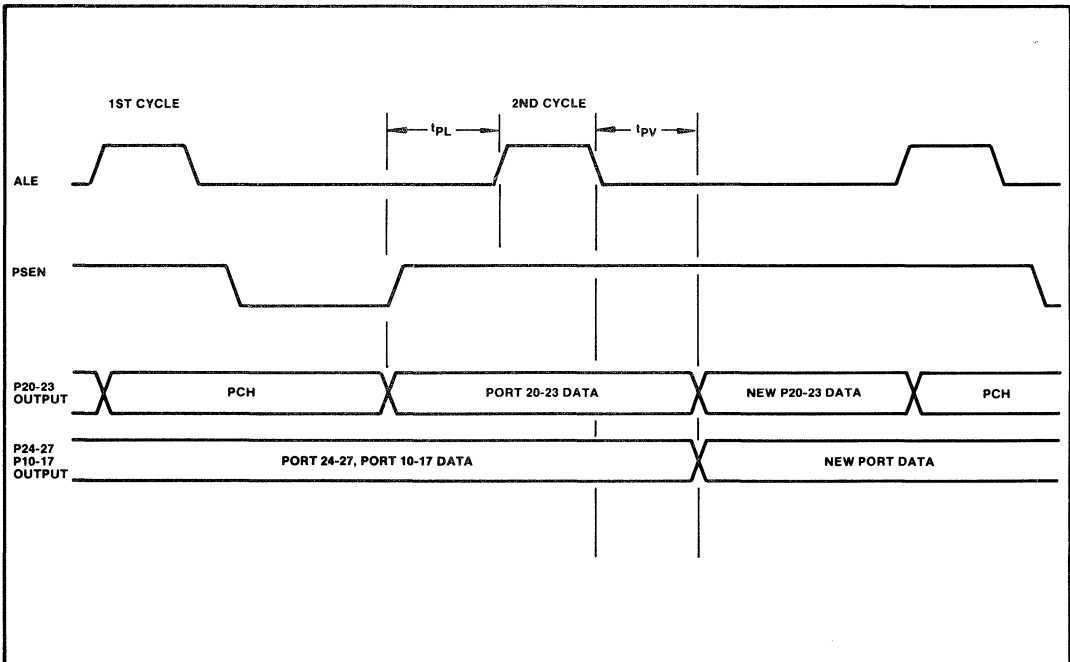 1ST CYCLE
2ND CYCLE
tPL
tPV
ALE
PSEN
P20-23
OUTPUT
PCH
PORT 20-23 DATA
NEW P20-23 DATA
PCH
P24-27
P10-17
OUTPUT
PORT 24-27, PORT 10-17 DATA
NEW PORT DATA